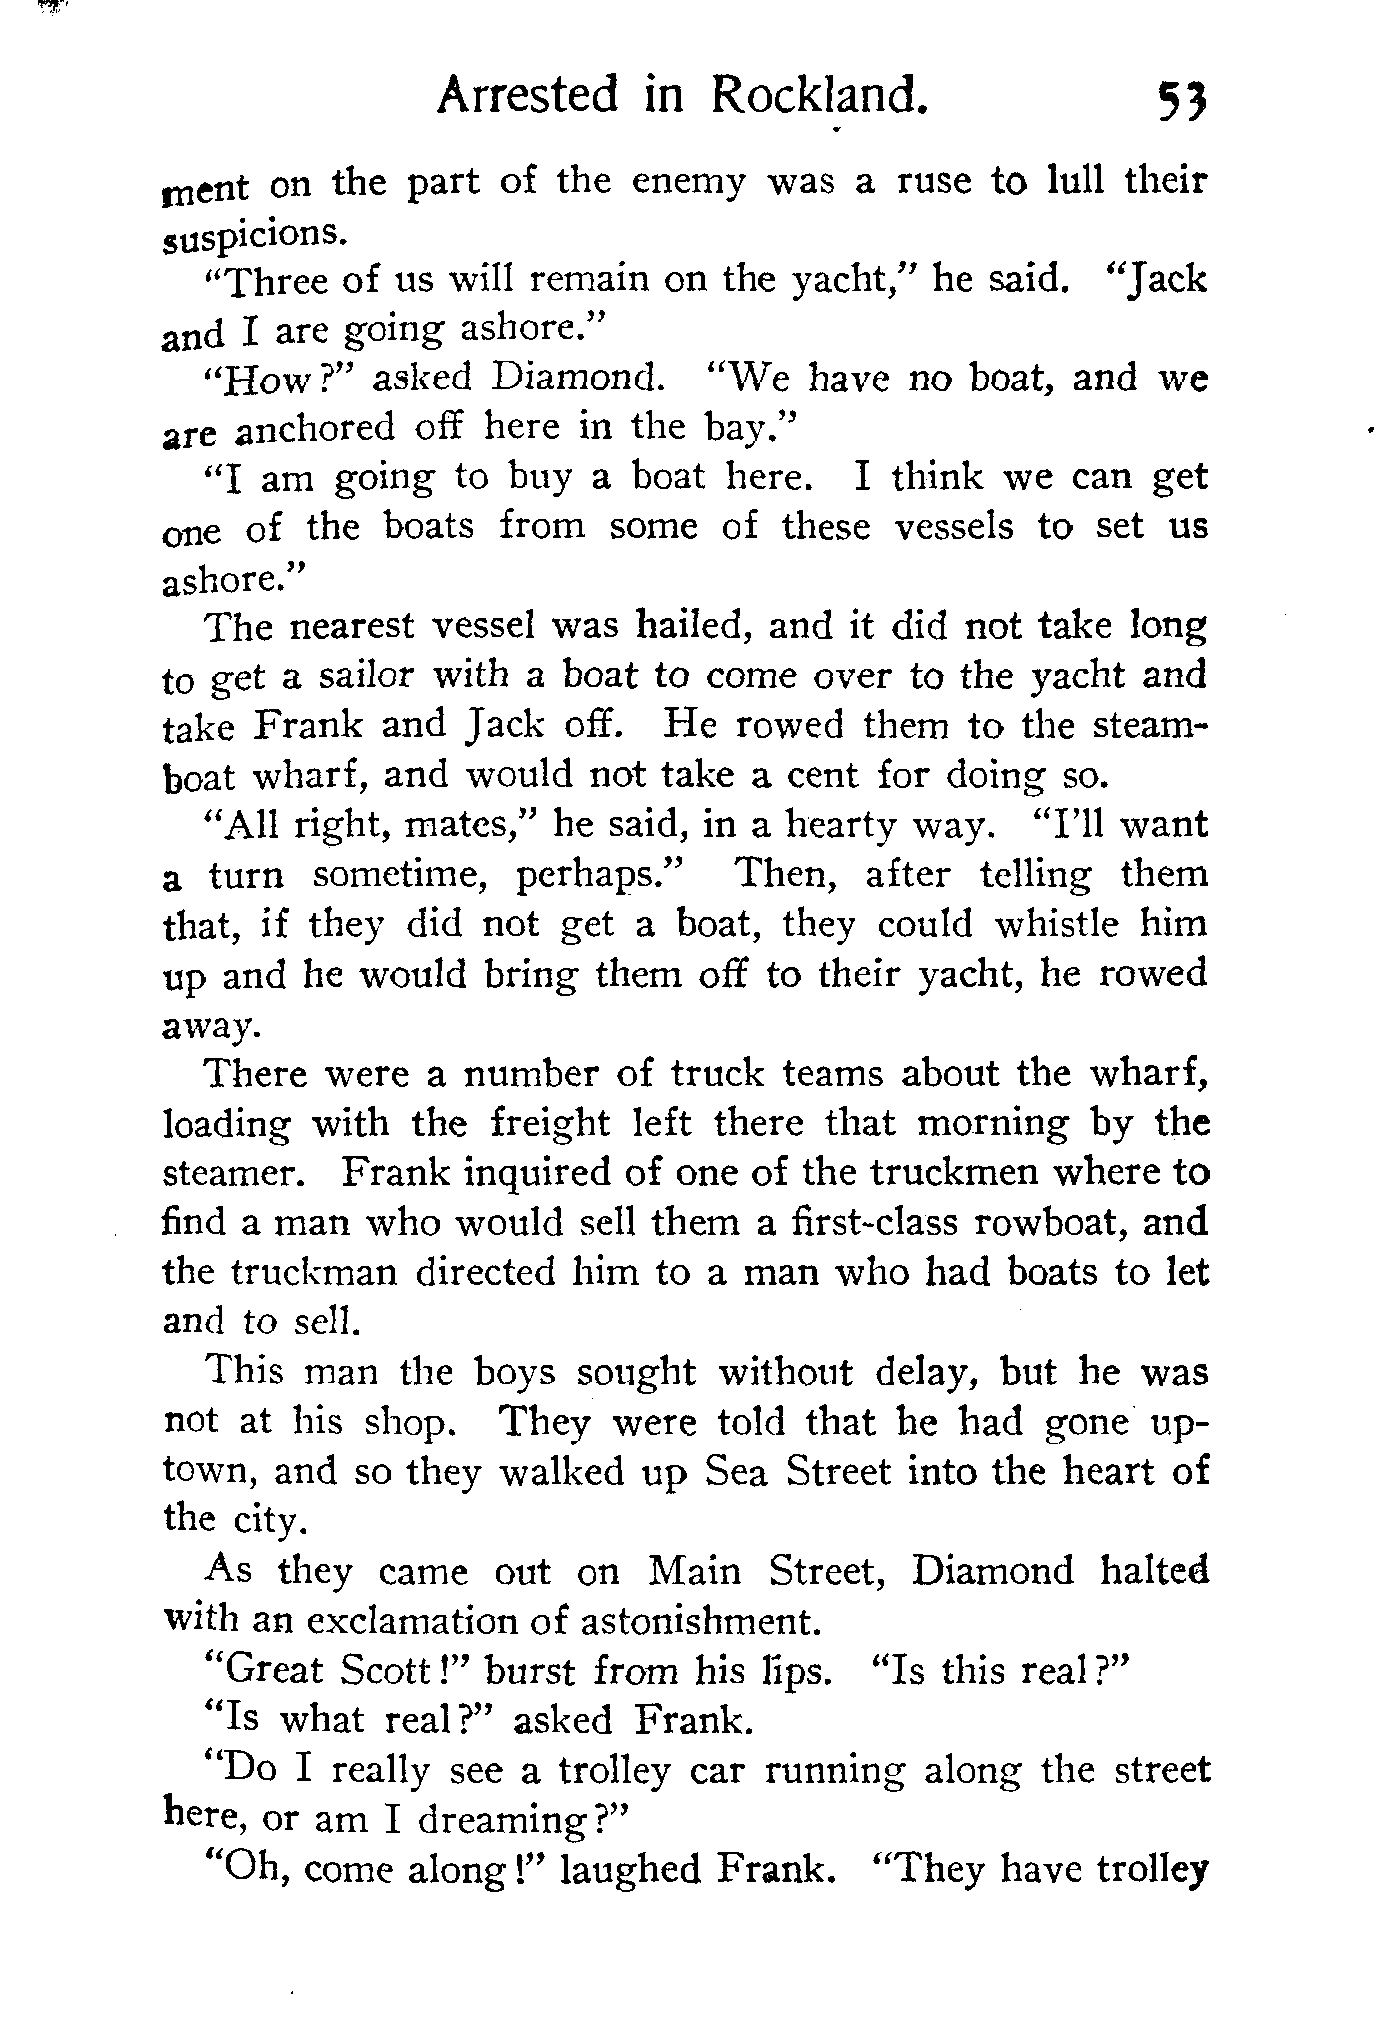 Arrested in Rockland. 53
ment on the part of the enemy was a ruse to lull their
suspicions.
"Three of us will remain on the yacht," he said. "Jack
and I are going ashore."
"How?" asked Diamond. "We have no boat, and we
are anchored off here in the bay."
"I am going to buy a boat here. I think we can get
one of the boats from some of these vessels to set us
ashore."
The nearest vessel was hailed, and it did not take long
to get a sailor with a boat to come over to the yacht and
take Frank and Jack off. He rowed them to the steam-
boat wharf, and would not take a cent for doing so.
"All right, mates," he said, in a hearty way. "I'll want
a turn sometime, perhaps." Then, after telling them
that, if they did not get a boat, they could whistle him
up and he would bring them off to their yacht, he rowed
away.
There were a number of truck teams about the wharf,
loading with the freight left there that morning by the
steamer. Frank inquired of one of the truckmen where to
find a man who would sell them a first-class rowboat, and
the truckman directed him to a man who had boats to let
and to sell.
This man the boys sought without delay, but he was
not at his shop. They were told that he had gone up-
town, and so they walked up Sea Street into the heart of
the city.
As they came out on Main Street, Diamond halted
with an exclamation of astonishment.
"Great Scott!" burst from his lips. "Is this real?"
"Is what real?" asked Frank.
"Do I really see a trolley car running along the street
here, or am I dreaming?"
"Oh, come along!" laughed Frank. "They have trolley